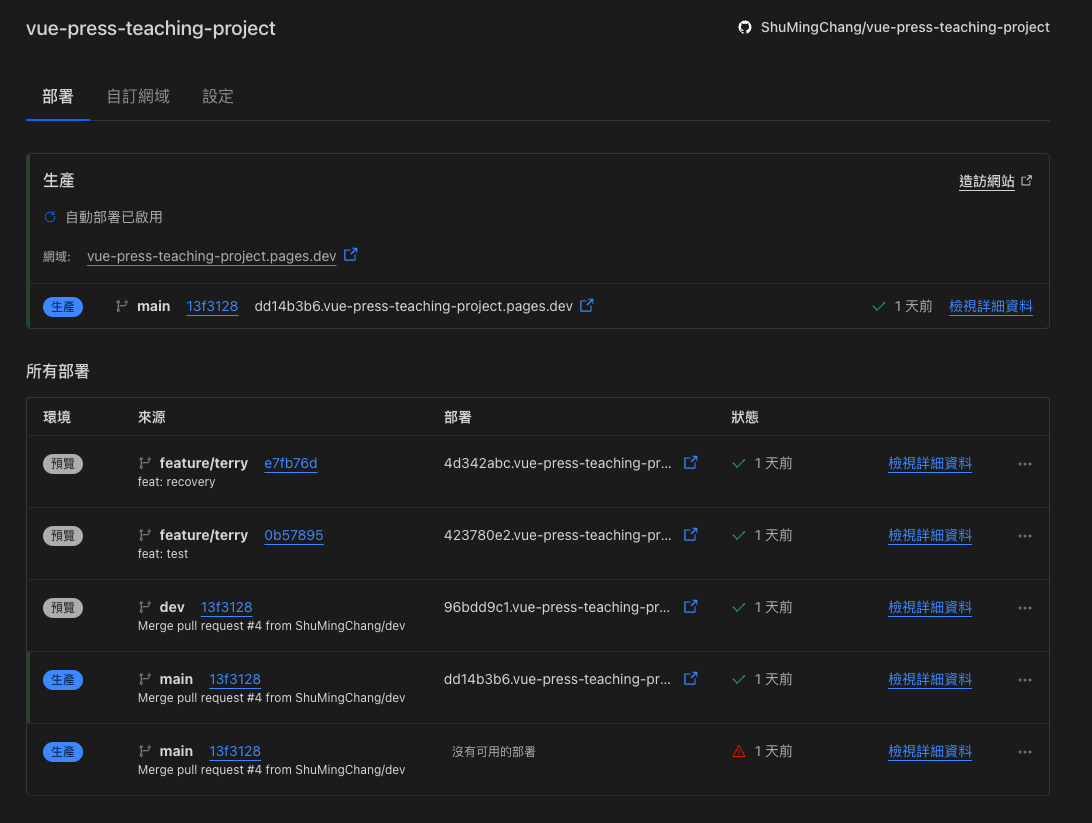 vue-press-teaching-project
ShuMingChang/vue-press-teaching-project
部署 自訂網域 設定
生產
造訪網站
自動部署已啟用
網域: vue-press-teaching-project.pages.dev
生產 main 13f3128 dd14b3b6.vue-press-teaching-project.pages.dev 1 天前 檢視詳細資料
所有部署
環境 來源 部署 狀態
預覽 feature/terry e7fb76d 4d342abc.vue-press-teaching-pr... 1 天前 檢視詳細資料
feat: recovery
預覽 feature/terry 0b57895 423780e2.vue-press-teaching-pr... 1 天前 檢視詳細資料
feat: test
預覽 dev 13f3128 96bdd9c1.vue-press-teaching-pr... 1 天前 檢視詳細資料
Merge pull request #4 from ShuMingChang/dev
生產 main 13f3128 dd14b3b6.vue-press-teaching-pr... 1 天前 檢視詳細資料
Merge pull request #4 from ShuMingChang/dev
生產 main 13f3128 沒有可用的部署 1 天前 檢視詳細資料
Merge pull request #4 from ShuMingChang/dev